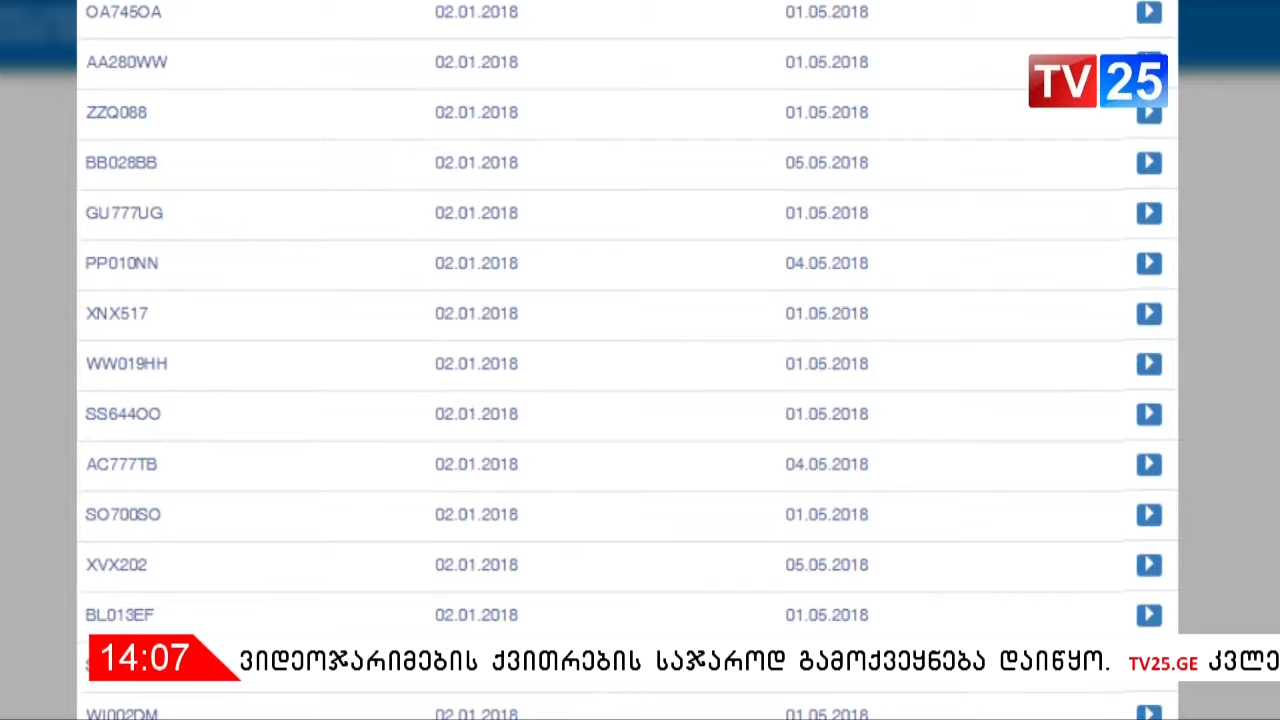 OA745OA 02.01.2018 01.05.2018
AA280WW 02.01.2018 01.05.2018
TV 25
ZZQ088 02.01.2018 01.05.2018
BB028BB 02.01.2018 05.05.2018
GU777UG 02.01.2018 01.05.2018
PP010NN 02.01.2018 04.05.2018
XNX517 02.01.2018 01.05.2018
WW019HH 02.01.2018 01.05.2018
SS644OO 02.01.2018 01.05.2018
AC777TB 02.01.2018 04.05.2018
SO700SO 02.01.2018 01.05.2018
XVX202 02.01.2018 05.05.2018
BL013EF 02.01.2018 01.05.2018
14:07 ვიდეოჯარიმების ქვითრების საჯაროდ გამოქვეყნება დაიწყო. TV25.GE კვლე
WI002DM 02.01.2018 01.05.2018